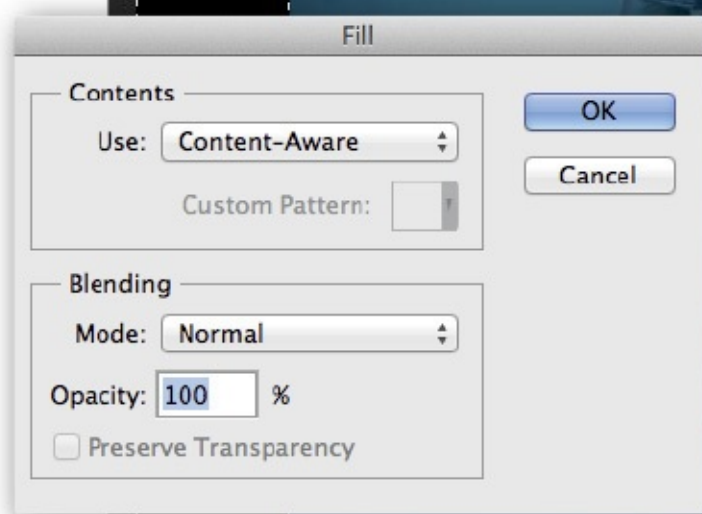 Fill
Contents
Use: Content-Aware
Custom Pattern:
OK
Cancel
Blending
Mode: Normal
Opacity: 100 %
Preserve Transparency